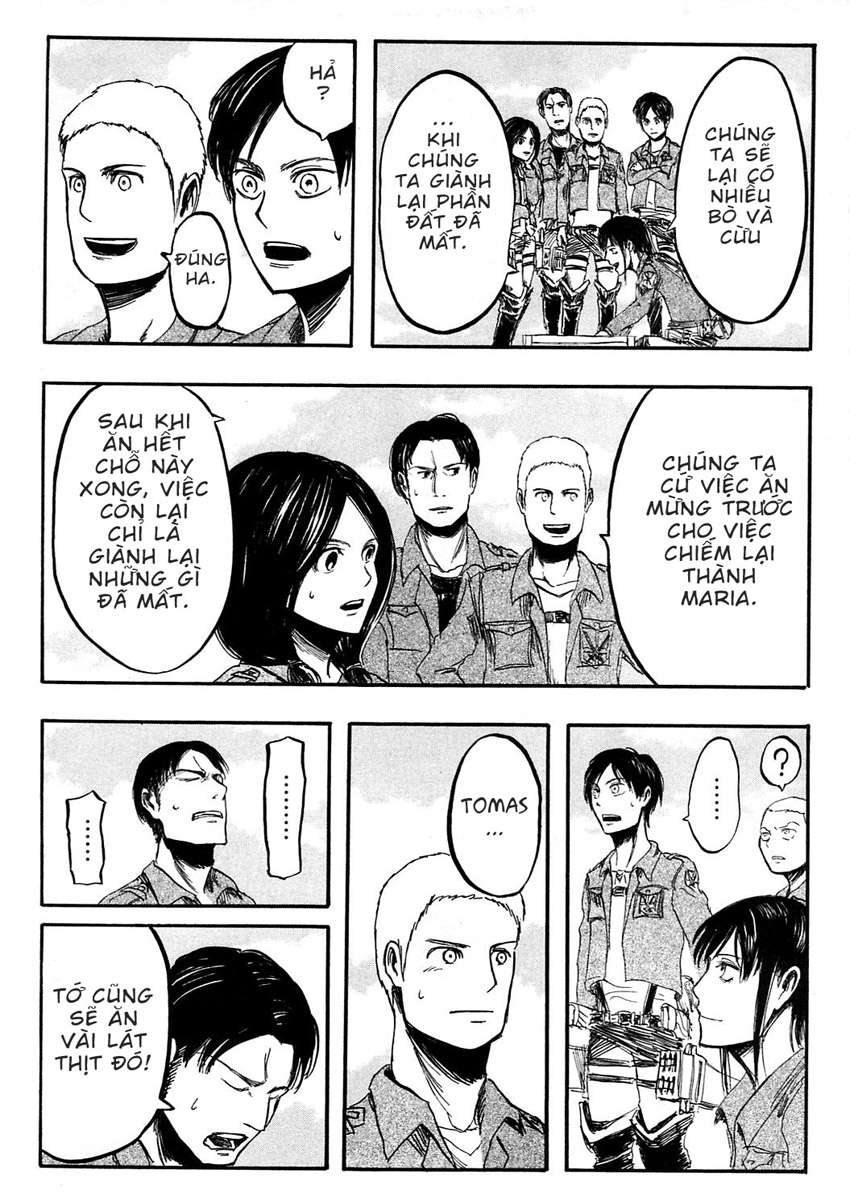 CHÚNG
TA SẼ
LẠI CÓ
NHIỀU
BÒ VÀ
CỪU
...
KHI
CHÚNG
TA GIÀNH
LẠI PHẦN
ĐẤT ĐÃ
MẤT.
HẢ
?
ĐÚNG
HA.
CHÚNG TA
CỨ VIỆC ĂN
MỪNG TRƯỚC
CHO VIỆC
CHIẾM LẠI
THÀNH
MARIA.
SAU KHI
ĂN HẾT
CHỖ NÀY
XONG, VIỆC
CÒN LẠI
CHỈ LÀ
GIÀNH LẠI
NHỮNG GÌ
ĐÃ MẤT.
?
......
TOMAS
...
......
......
TỚ CŨNG
SẼ ĂN
VÀI LÁT
THỊT ĐÓ!